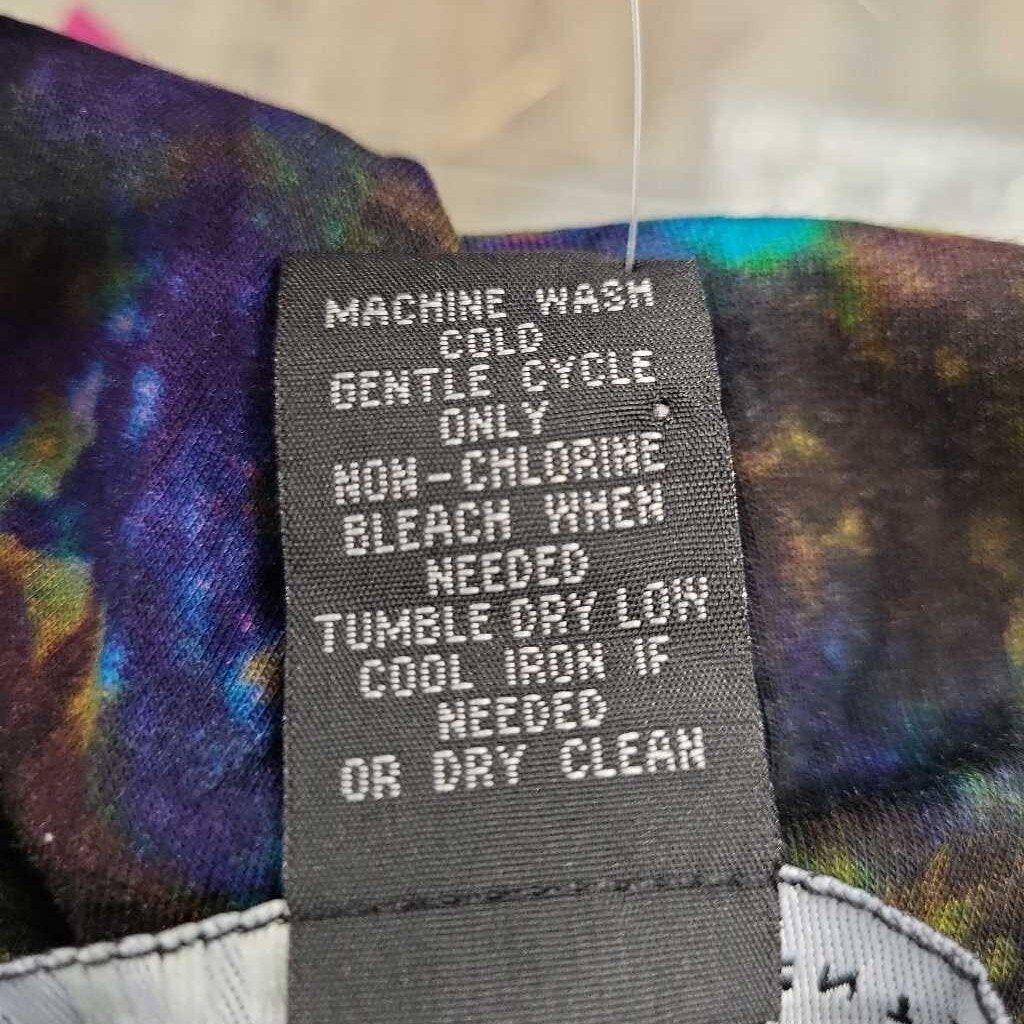 MACHINE WASH
COLD
GENTLE CYCLE
ONLY
NON-CHLORINE
BLEACH WHEN
NEEDED
TUMBLE DRY LOW
COOL IRON IF
NEEDED
OR DRY CLEAN